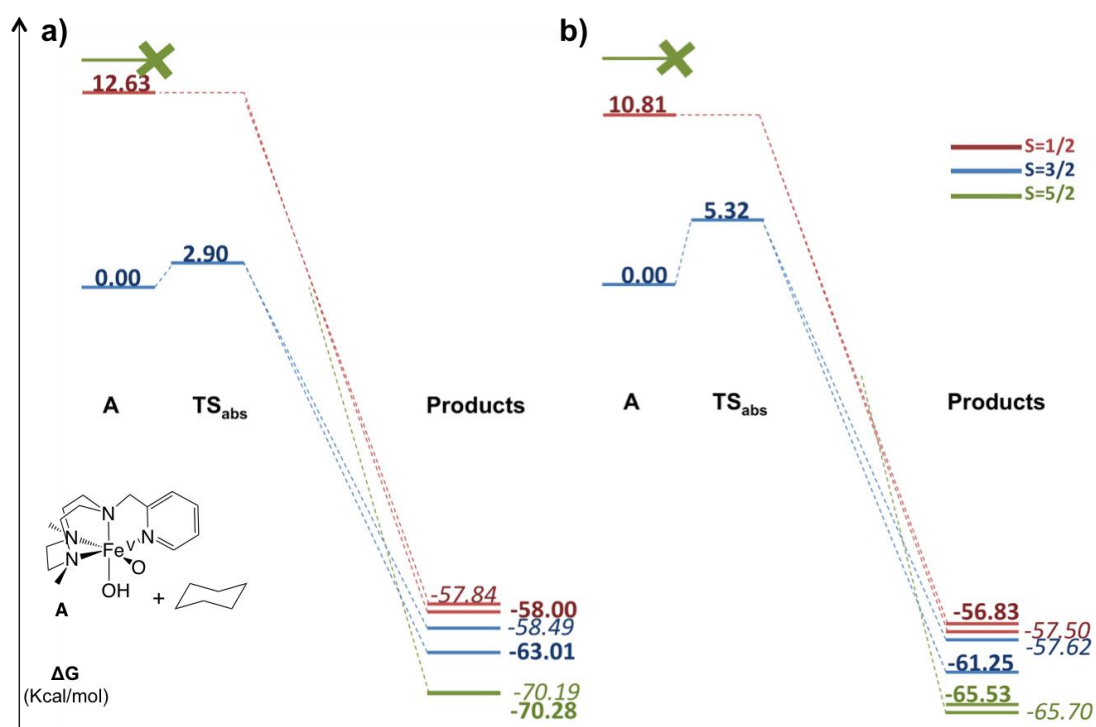 a)
12.63
2.90
0.00
A
TSabs
Products
N
N
N
N
FeV
O
OH
A
+
ΔG
(Kcal/mol)
-57.84
-58.00
-58.49
-63.01
-70.19
-70.28
b)
10.81
S=1/2
S=3/2
S=5/2
5.32
0.00
A
TSabs
Products
-56.83
-57.50
-57.62
-61.25
-65.53
-65.70